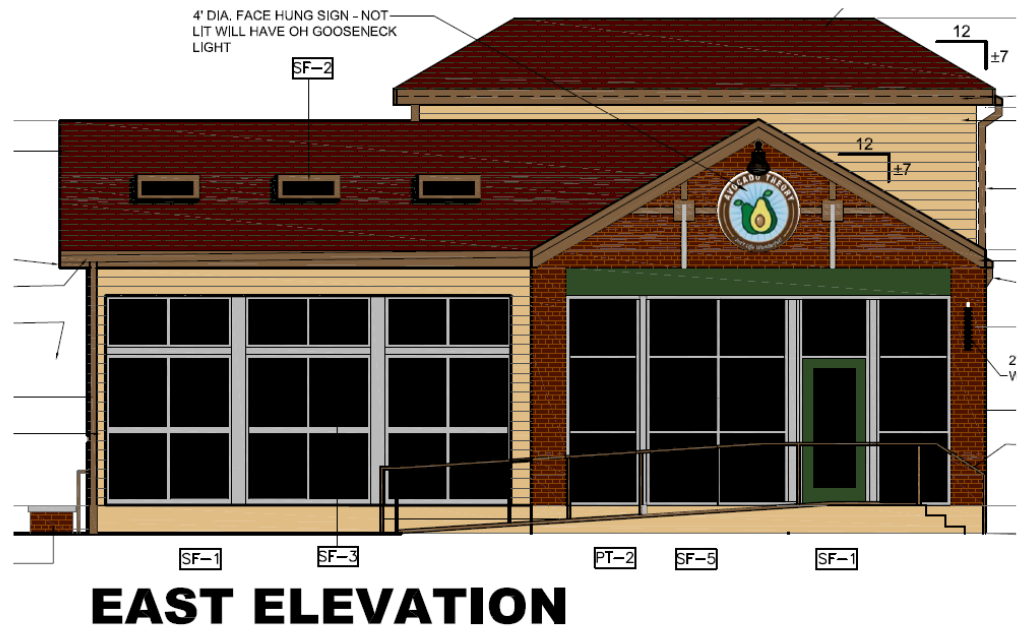 4' DIA. FACE HUNG SIGN - NOT
LIT WILL HAVE OH GOOSENECK
LIGHT
12
±7
SF-2
12
±7
AVOCADO THEORY
2
SF-1
SF-3
PT-2
SF-5
SF-1
EAST ELEVATION